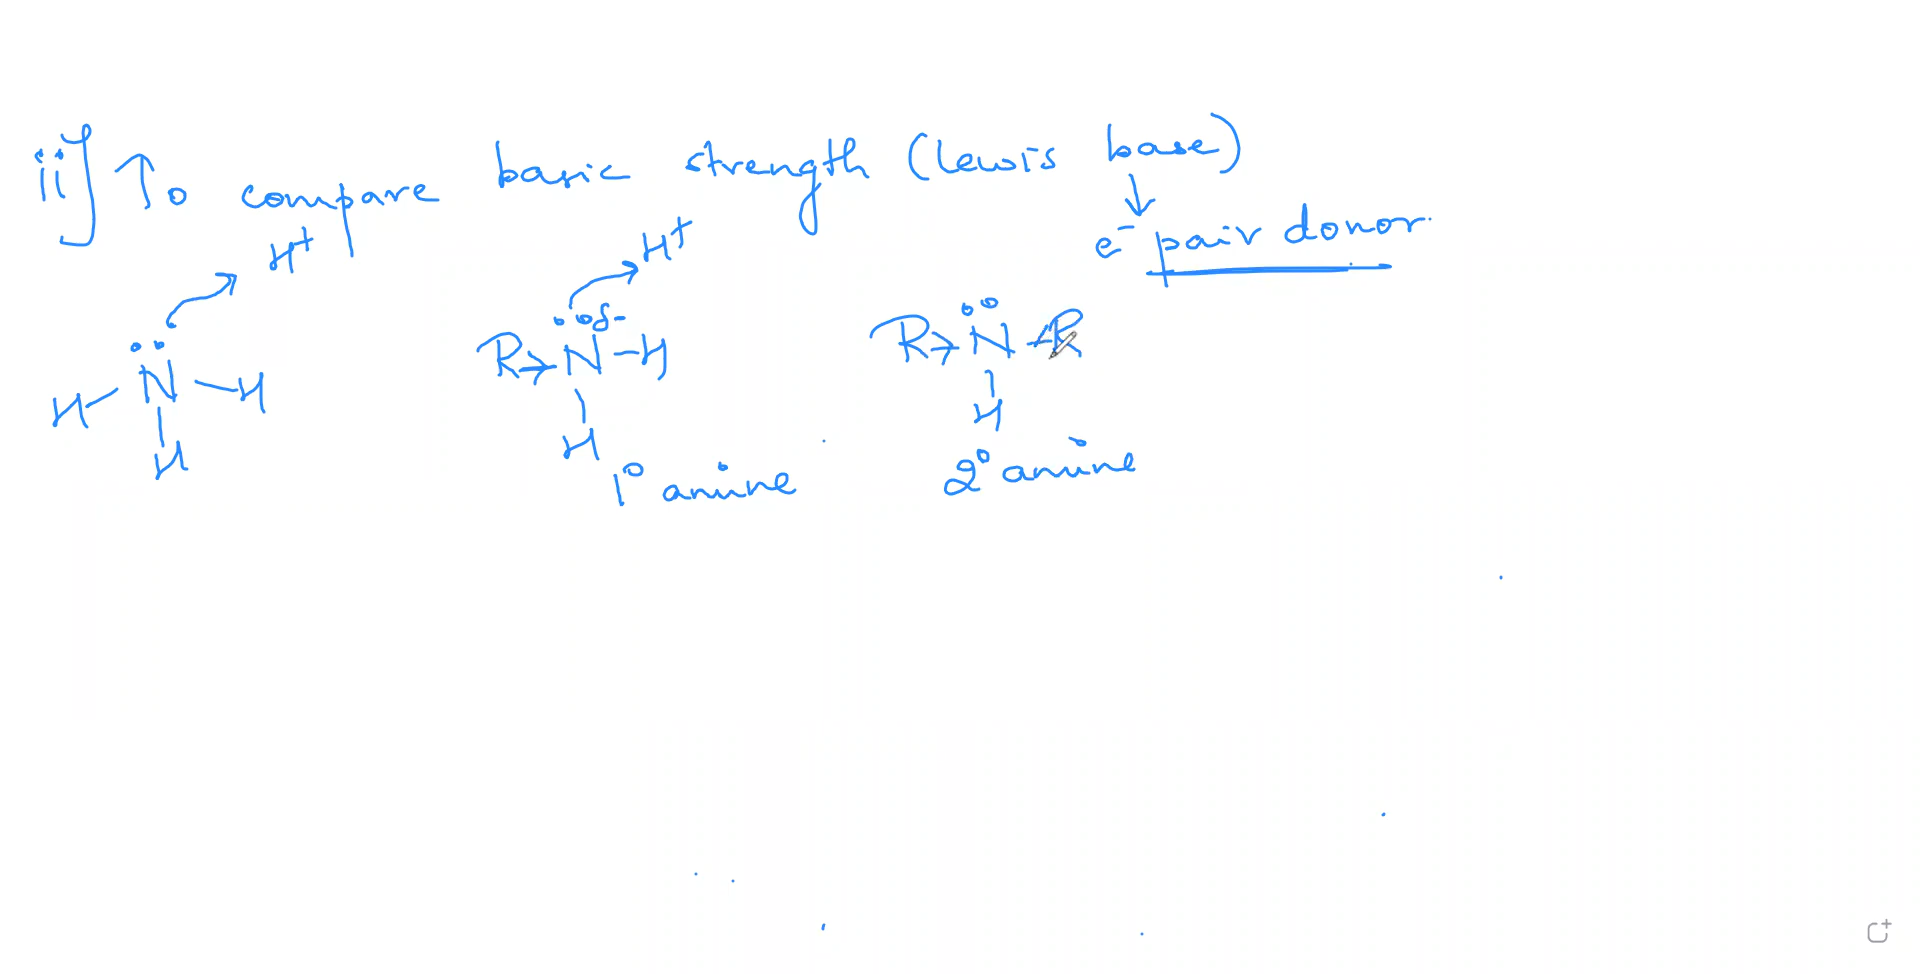 ii] To compare basic strength (lewis base)
↓
e⁻ pair donor
H⁺ H⁺
R→N̈^δ⁻-H R→N̈←R
H-N̈-H
H H
H
1° amine 2° amine